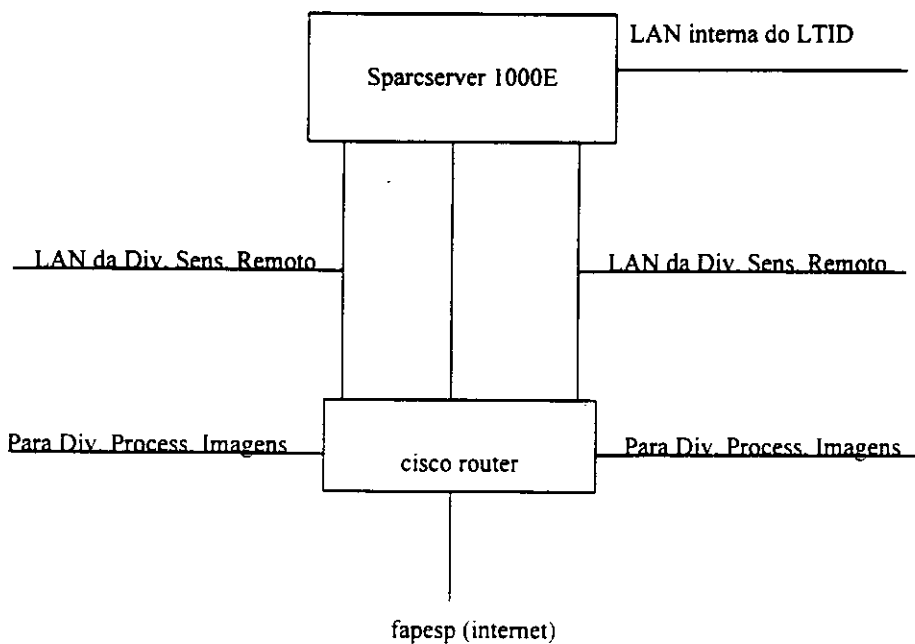 LAN interna do LTID
Sparcserver 1000E
LAN da Div. Sens. Remoto
LAN da Div. Sens. Remoto
Para Div. Process. Imagens
cisco router
Para Div. Process. Imagens
fapesp (internet)